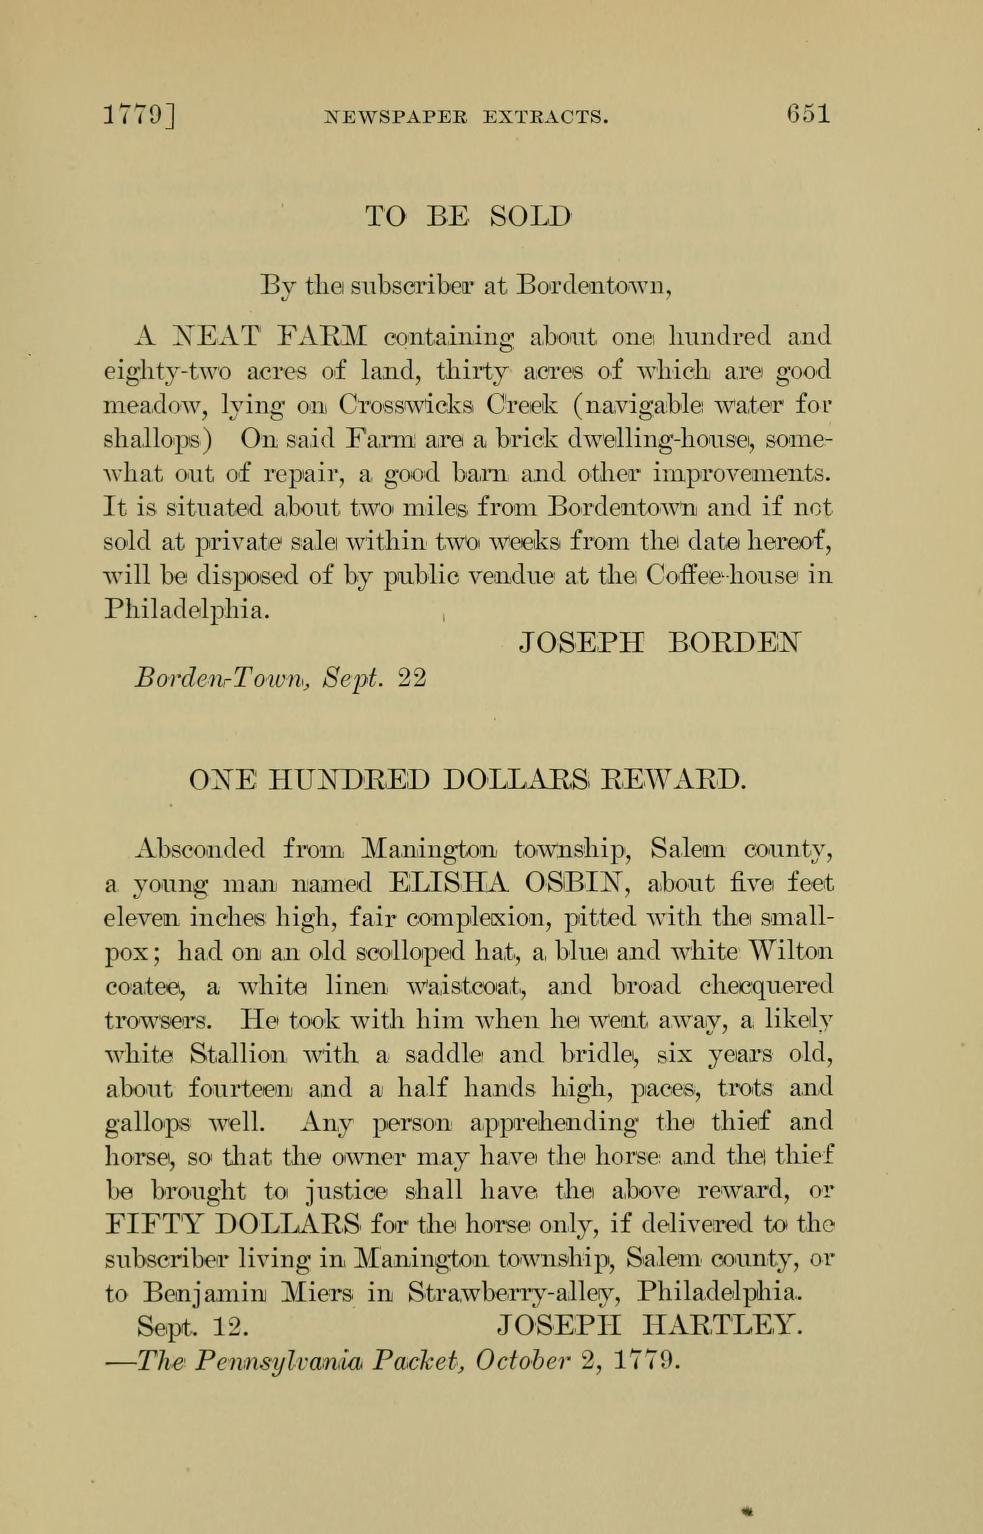 1779] NEWSPAPER EXTRACTS. 651
TO BE SOLD
By the subscriber at Bordentown,
A NEAT FARM containing about one hundred and
eighty-two acres of land, thirty acres of which are good
meadow, lying on Crosswicks Creek (navigable water for
shallops) On said Farm are a brick dwelling-house, some-
what out of repair, a good barn and other improvements.
It is situated about two miles from Bordentown and if not
sold at private sale within two weeks from the date hereof,
will be disposed of by public vendue at the Coffee-house in
Philadelphia.
JOSEPH BORDEN
Borden-Town, Sept. 22
ONE HUNDRED DOLLARS REWARD.
Absconded from Manington township, Salem county,
a young man named ELISHA OSBIN, about five feet
eleven inches high, fair complexion, pitted with the small-
pox; had on an old scolloped hat, a blue and white Wilton
coatee, a white linen waistcoat, and broad checquered
trowsers. He took with him when he went away, a likely
white Stallion with a saddle and bridle, six years old,
about fourteen and a half hands high, paces, trots and
gallops well. Any person apprehending the thief and
horse, so that the owner may have the horse and the thief
be brought to justice shall have the above reward, or
FIFTY DOLLARS for the horse only, if delivered to the
subscriber living in Manington township, Salem county, or
to Benjamin Miers in Strawberry-alley, Philadelphia.
Sept. 12. JOSEPH HARTLEY.
—The Pennsylvania Packet, October 2, 1779.